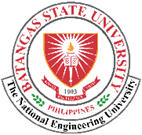 BATANGAS STATE UNIVERSITY
1903
PHILIPPINES
The National Engineering University